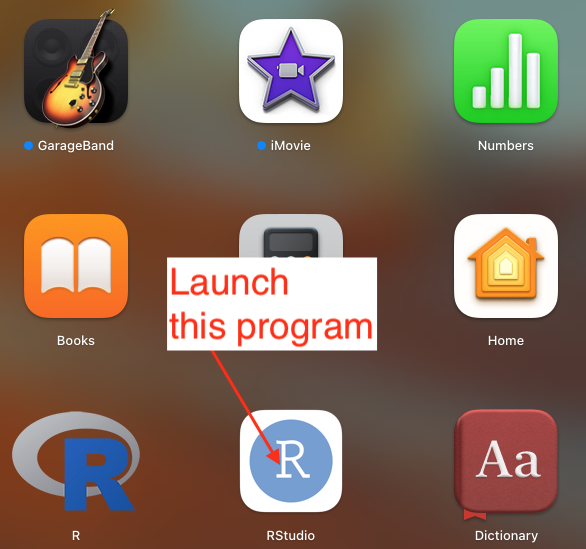 GarageBand
iMovie
Numbers
Launch
this program
Books
Home
R
R
Aa
R
RStudio
Dictionary